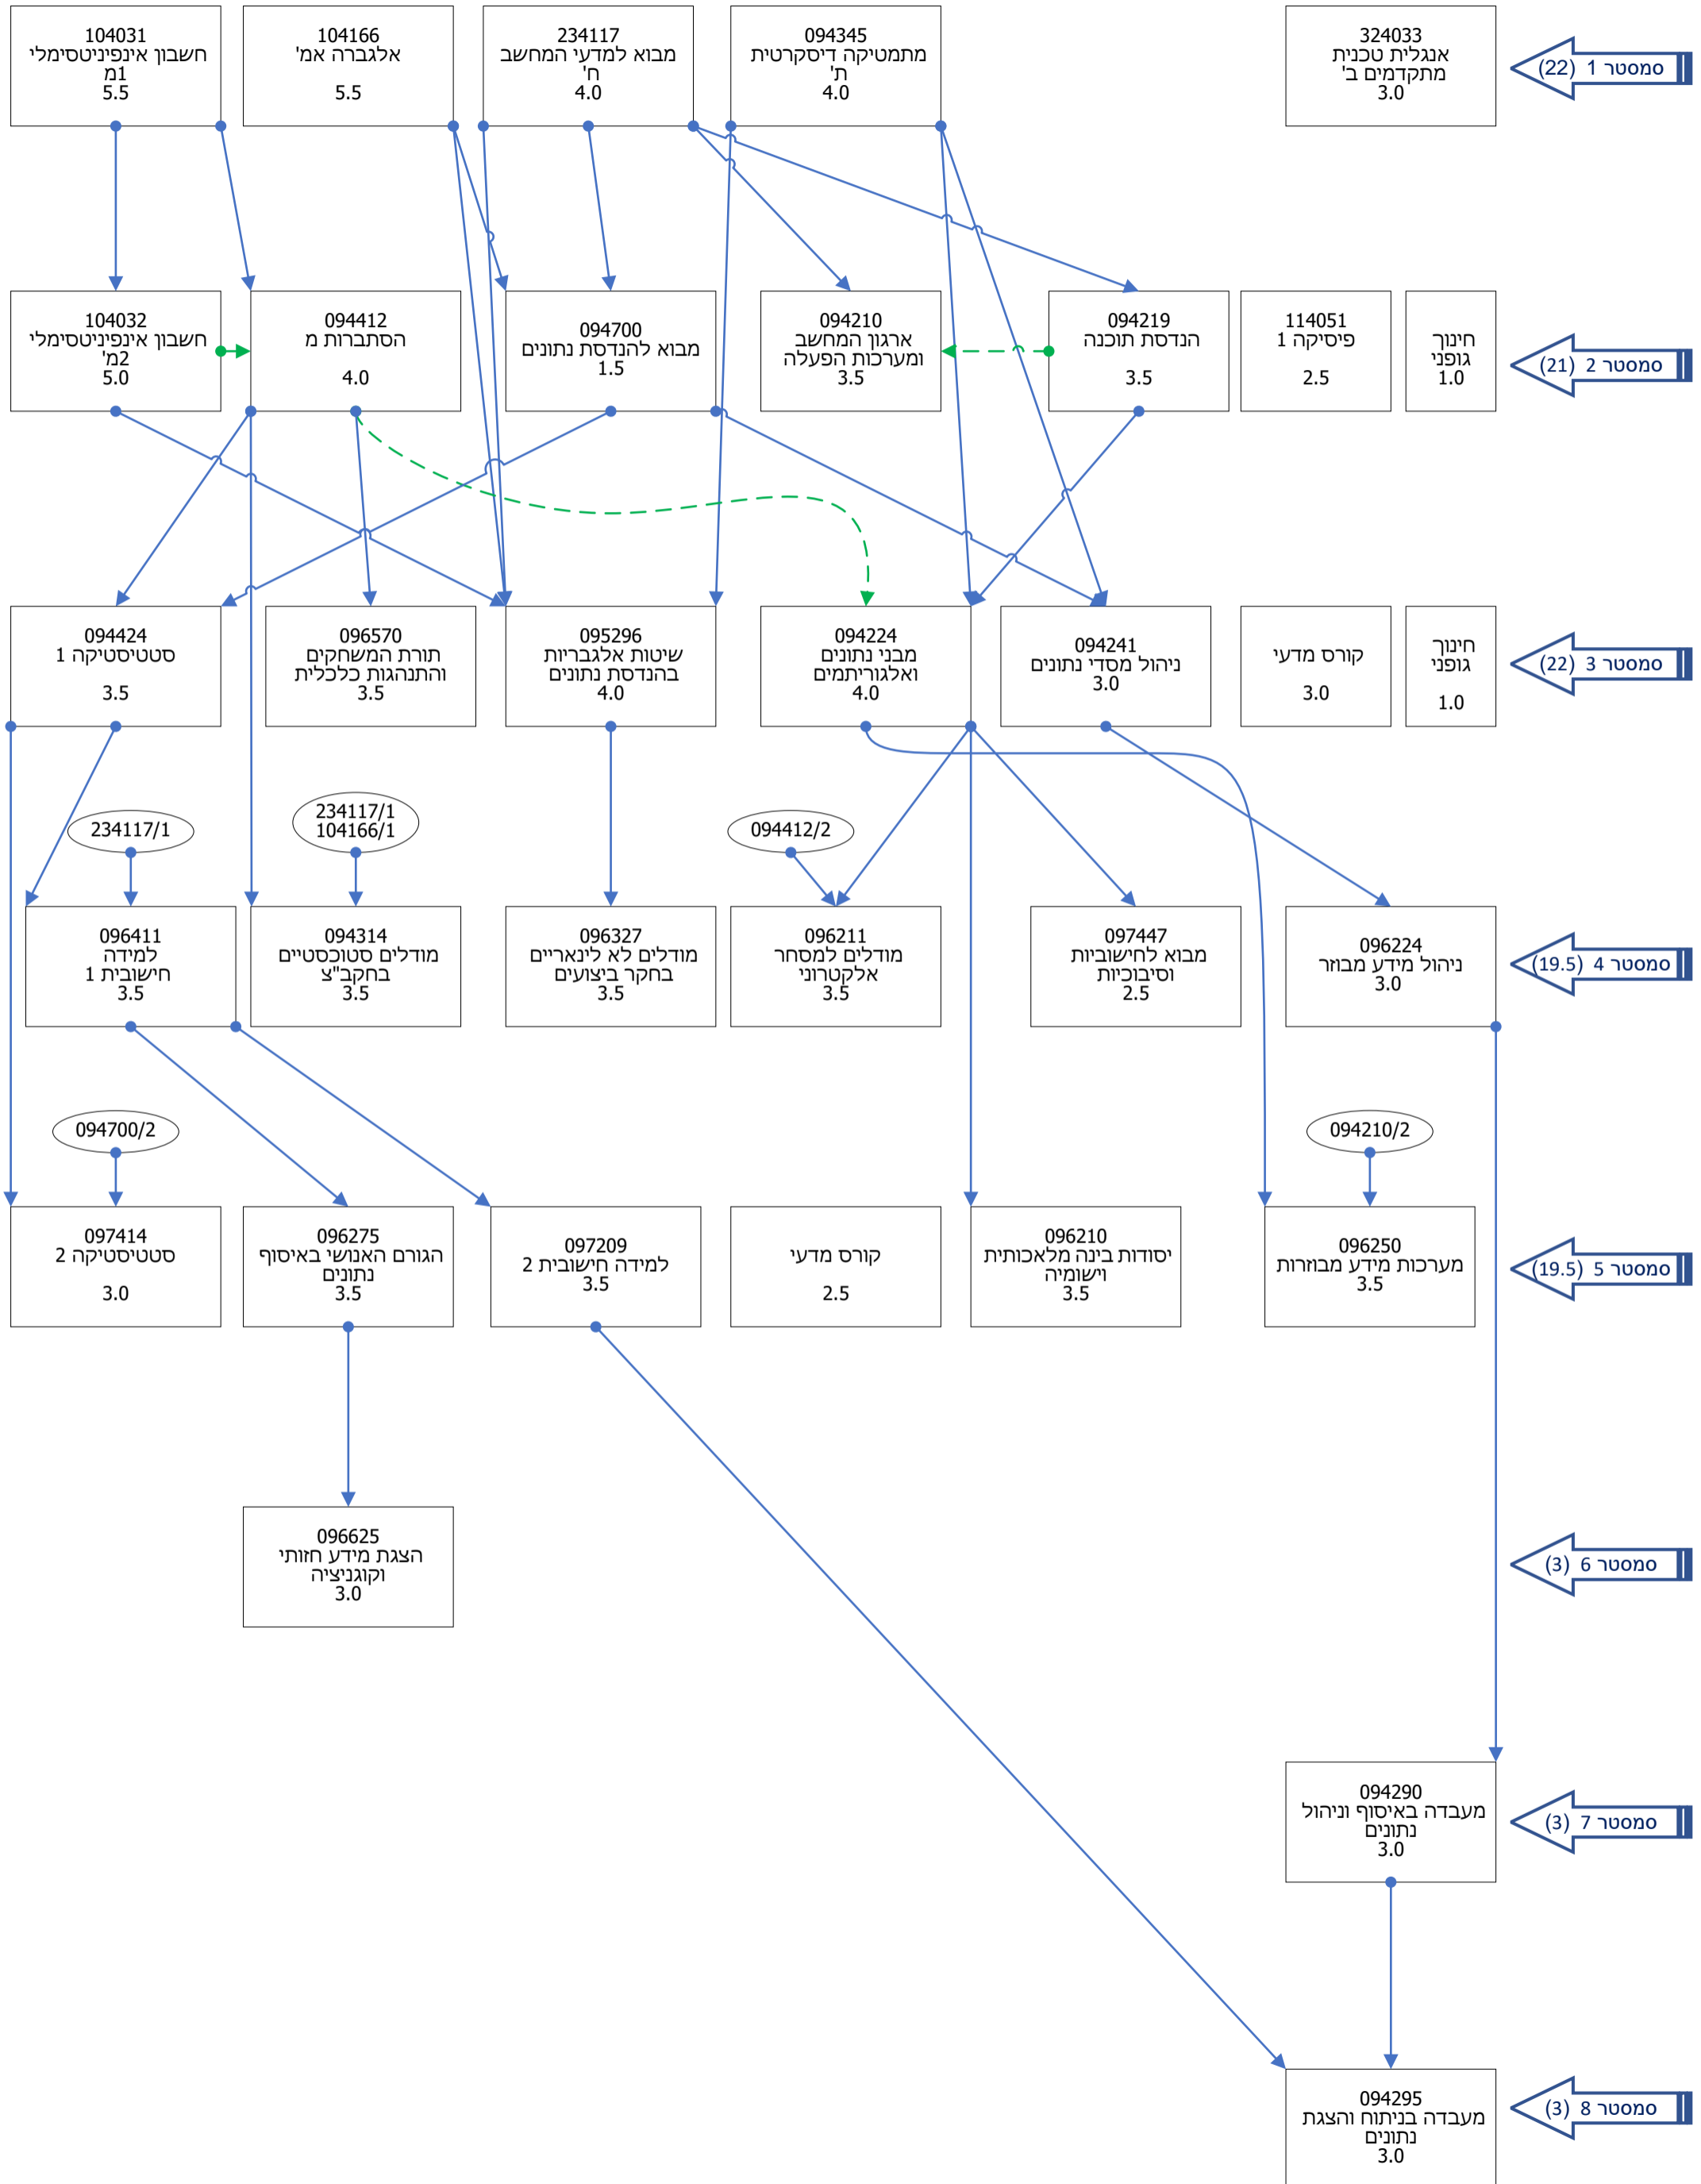 סמסטר 1 (22)
324033
אנגלית טכנית
מתקדמים ב'
3.0
094345
מתמטיקה דיסקרטית
ת'
4.0
234117
מבוא למדעי המחשב
ח'
4.0
104166
אלגברה אמ'
5.5
104031
חשבון אינפיניטסימלי
1מ
5.5
סמסטר 2 (21)
חינוך
גופני
1.0
114051
פיסיקה 1
2.5
094219
הנדסת תוכנה
3.5
094210
ארגון המחשב
ומערכות הפעלה
3.5
094700
מבוא להנדסת נתונים
1.5
094412
הסתברות מ
4.0
104032
חשבון אינפיניטסימלי
2מ'
5.0
סמסטר 3 (22)
חינוך
גופני
1.0
קורס מדעי
3.0
094241
ניהול מסדי נתונים
3.0
094224
מבני נתונים
ואלגוריתמים
4.0
095296
שיטות אלגבריות
בהנדסת נתונים
4.0
096570
תורת המשחקים
והתנהגות כלכלית
3.5
094424
סטטיסטיקה 1
3.5
094412/2
234117/1
104166/1
234117/1
סמסטר 4 (19.5)
096224
ניהול מידע מבוזר
3.0
097447
מבוא לחישוביות
וסיבוכיות
2.5
096211
מודלים למסחר
אלקטרוני
3.5
096327
מודלים לא לינאריים
בחקר ביצועים
3.5
094314
מודלים סטוכסטיים
בחקב"צ
3.5
096411
למידה
חישובית 1
3.5
094210/2
094700/2
סמסטר 5 (19.5)
096250
מערכות מידע מבוזרות
3.5
096210
יסודות בינה מלאכותית
וישומיה
3.5
קורס מדעי
2.5
097209
למידה חישובית 2
3.5
096275
הגורם האנושי באיסוף
נתונים
3.5
097414
סטטיסטיקה 2
3.0
סמסטר 6 (3)
096625
הצגת מידע חזותי
וקוגניציה
3.0
סמסטר 7 (3)
094290
מעבדה באיסוף וניהול
נתונים
3.0
סמסטר 8 (3)
094295
מעבדה בניתוח והצגת
נתונים
3.0